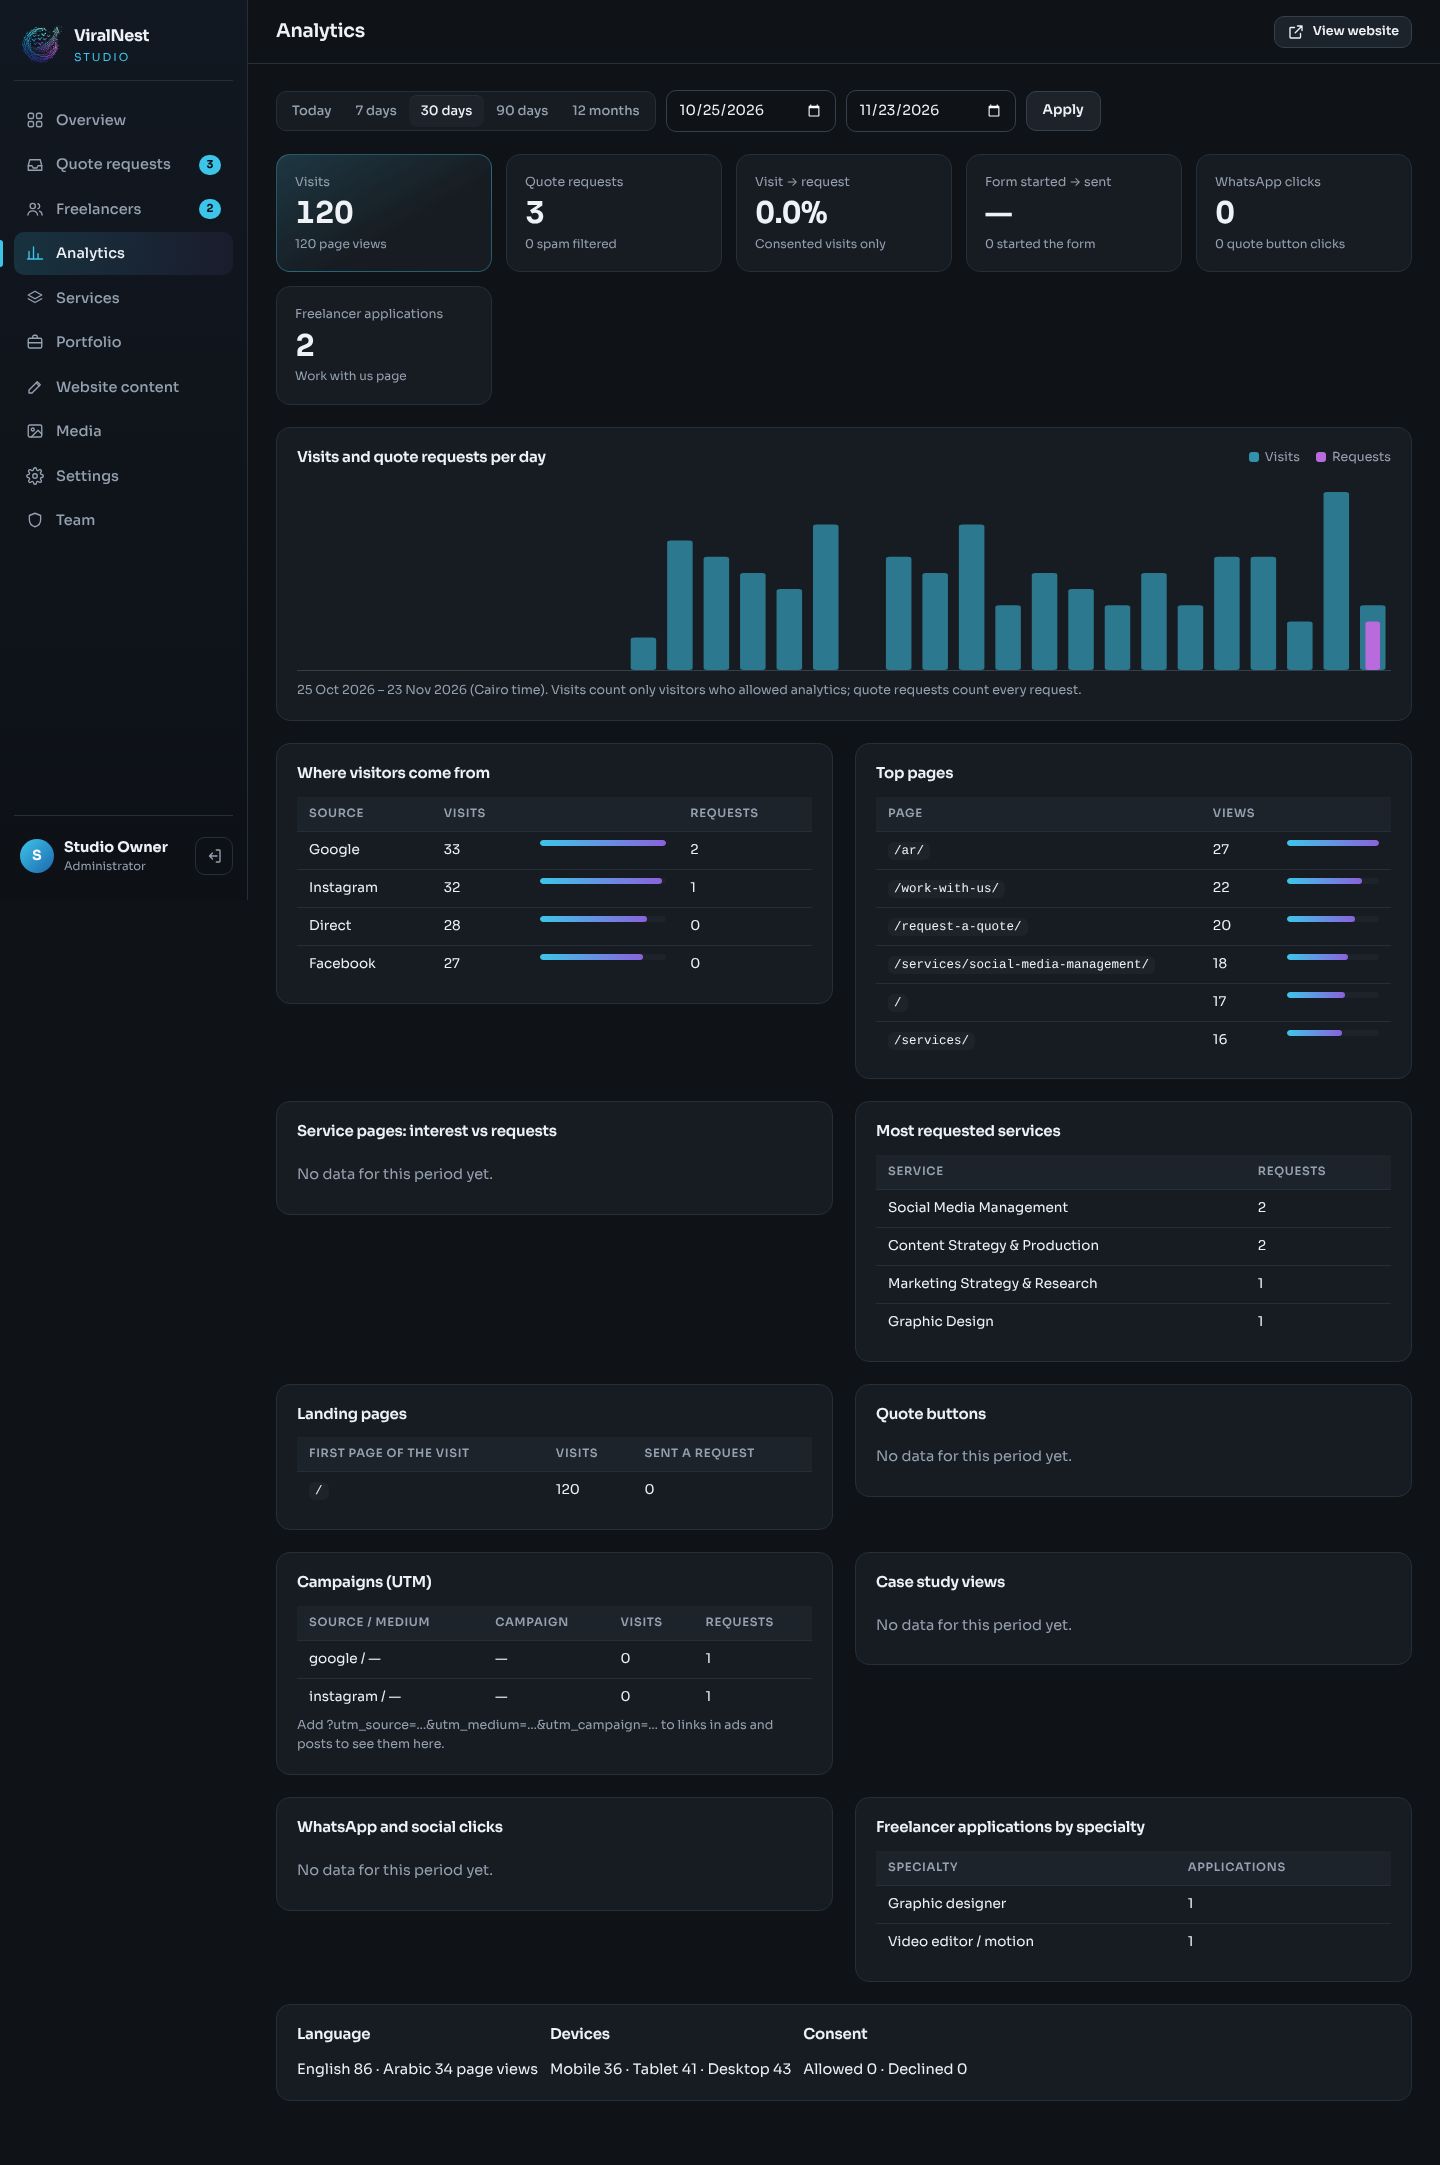 ViralNest
STUDIO
Overview
Quote requests 3
Freelancers 2
Analytics
Services
Portfolio
Website content
Media
Settings
Team
S
Studio Owner
Administrator
Analytics
View website
Today 7 days 30 days 90 days 12 months 10/25/2026 11/23/2026 Apply
Visits
120
120 page views
Quote requests
3
0 spam filtered
Visit → request
0.0%
Consented visits only
Form started → sent
—
0 started the form
WhatsApp clicks
0
0 quote button clicks
Freelancer applications
2
Work with us page
Visits and quote requests per day
Visits Requests
25 Oct 2026 – 23 Nov 2026 (Cairo time). Visits count only visitors who allowed analytics; quote requests count every request.
Where visitors come from
SOURCE VISITS REQUESTS
Google 33 2
Instagram 32 1
Direct 28 0
Facebook 27 0
Top pages
PAGE VIEWS
/ar/ 27
/work-with-us/ 22
/request-a-quote/ 20
/services/social-media-management/ 18
/ 17
/services/ 16
Service pages: interest vs requests
No data for this period yet.
Most requested services
SERVICE REQUESTS
Social Media Management 2
Content Strategy & Production 2
Marketing Strategy & Research 1
Graphic Design 1
Landing pages
FIRST PAGE OF THE VISIT VISITS SENT A REQUEST
/ 120 0
Quote buttons
No data for this period yet.
Campaigns (UTM)
SOURCE / MEDIUM CAMPAIGN VISITS REQUESTS
google / — — 0 1
instagram / — — 0 1
Add ?utm_source=…&utm_medium=…&utm_campaign=… to links in ads and
posts to see them here.
Case study views
No data for this period yet.
WhatsApp and social clicks
No data for this period yet.
Freelancer applications by specialty
SPECIALTY APPLICATIONS
Graphic designer 1
Video editor / motion 1
Language
English 86 · Arabic 34 page views
Devices
Mobile 36 · Tablet 41 · Desktop 43
Consent
Allowed 0 · Declined 0